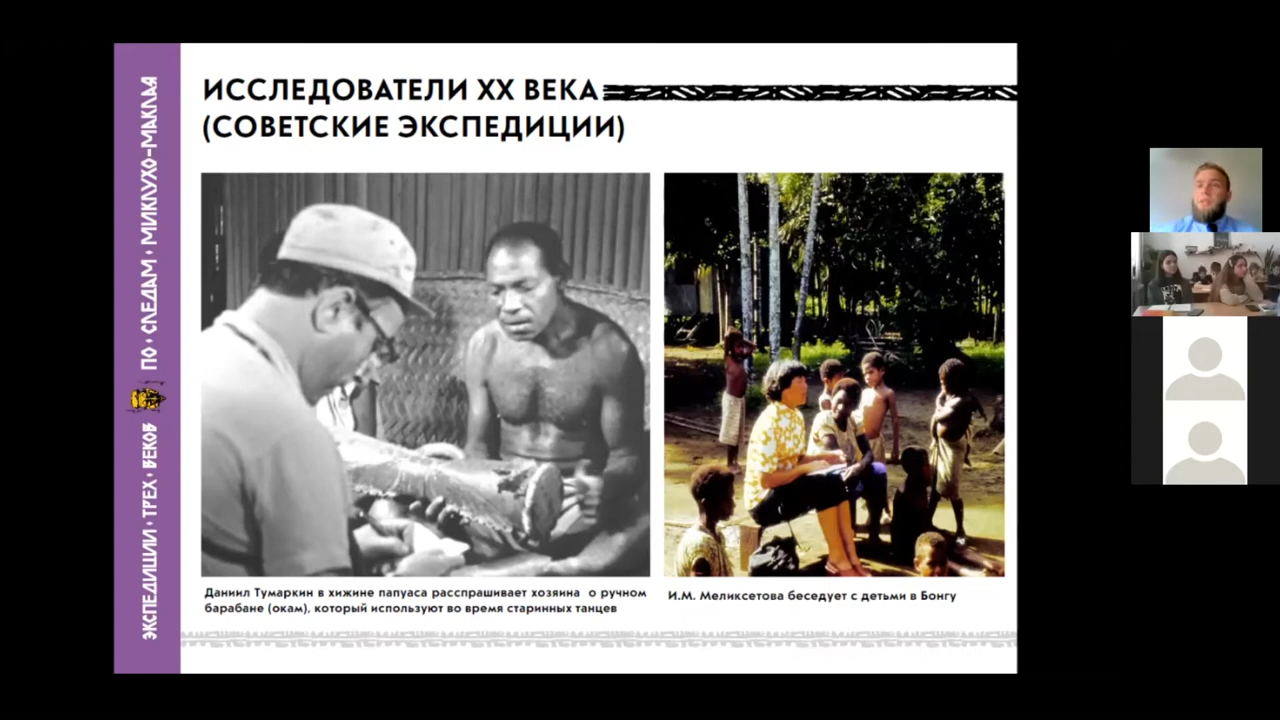 ИССЛЕДОВАТЕЛИ XX ВЕКА
(СОВЕТСКИЕ ЭКСПЕДИЦИИ)
ЭКСПЕДИЦИИ • ТРЕХ • ВЕКОВ ПО • СЛЕДАМ • МИКЛУХО-МАКЛАЯ
Даниил Тумаркин в хижине папуаса расспрашивает хозяина о ручном
барабане (окам), который используют во время старинных танцев
И.М. Меликсетова беседует с детьми в Бонгу